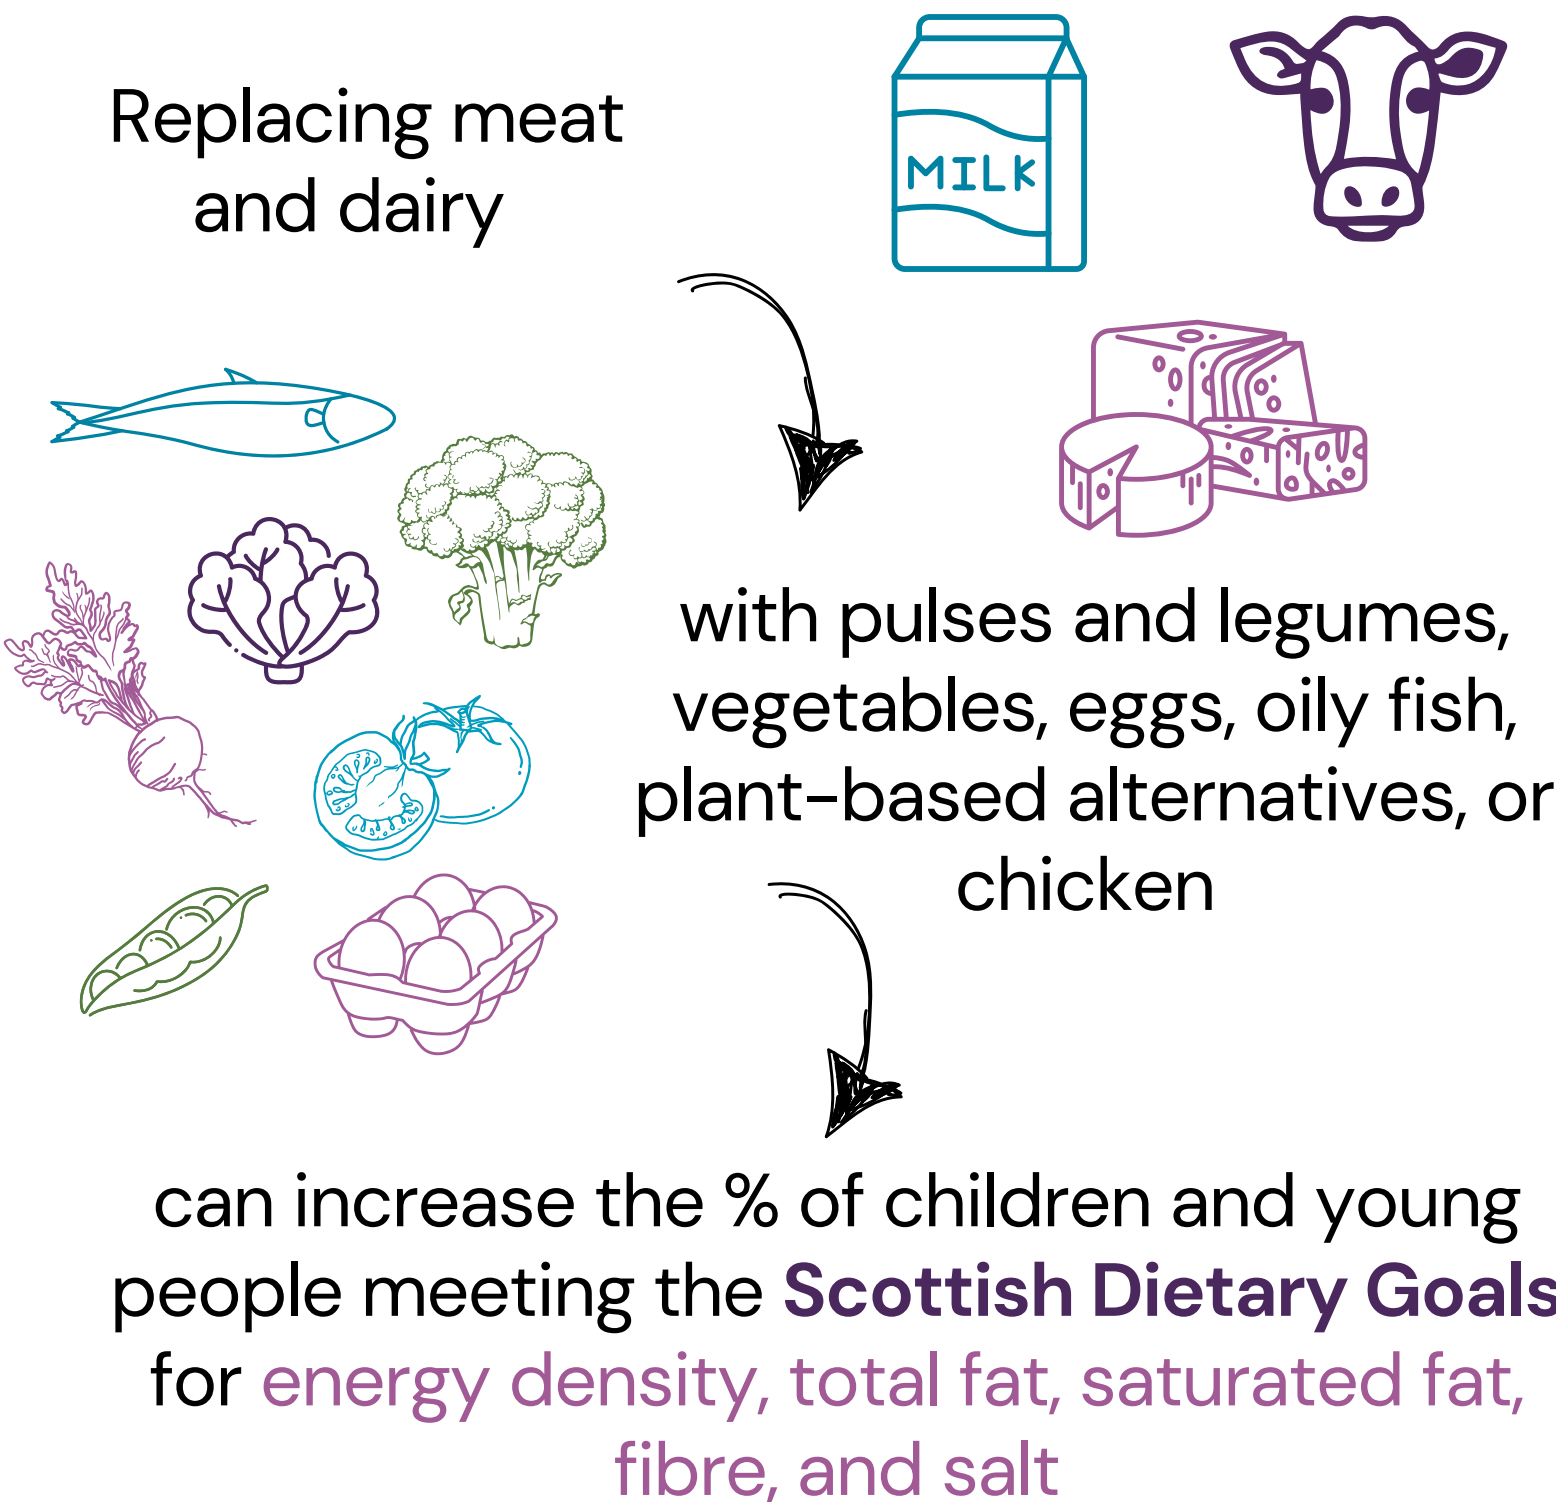 Replacing meat
and dairy
MILK
with pulses and legumes,
vegetables, eggs, oily fish,
plant-based alternatives, or
chicken
can increase the % of children and young
people meeting the Scottish Dietary Goals
for energy density, total fat, saturated fat,
fibre, and salt